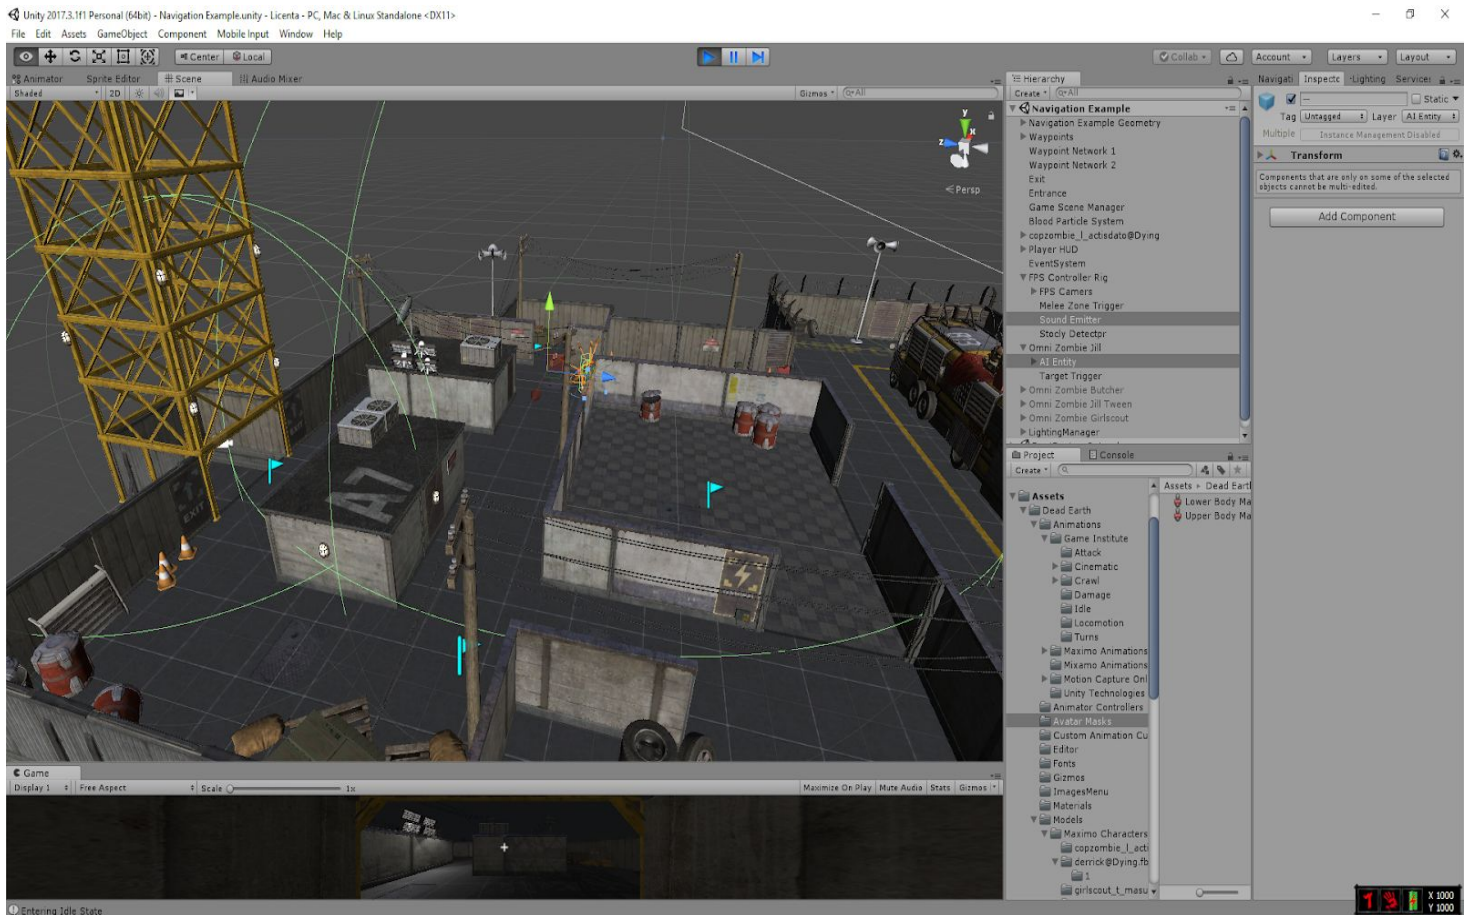 Unity 2017.3.1f1 Personal (64bit) - Navigation Example.unity - Licenta - PC, Mac & Linux Standalone <DX11>
File Edit Assets GameObject Component Mobile Input Window Help
Center Local
Collab Account Layers Layout
Animator Sprite Editor Scene Audio Mixer
Shaded 2D Gizmos All
y
x
z
Persp
A7
EXIT
Hierarchy
Create All
Navigation Example
Navigation Example Geometry
Waypoints
Waypoint Network 1
Waypoint Network 2
Exit
Entrance
Game Scene Manager
Blood Particle System
copzombie_l_actisdato@Dying
Player HUD
EventSystem
FPS Controller Rig
FPS Camers
Melee Zone Trigger
Sound Emitter
Stocly Detector
Omni Zombie Jill
AI Entity
Target Trigger
Omni Zombie Butcher
Omni Zombie Jill Tween
Omni Zombie Girlscout
LightingManager
Navigati Inspecto Lighting Services
— Static
Tag Untagged Layer AI Entity
Multiple Instance Management Disabled
Transform
Components that are only on some of the selected
objects cannot be multi-edited.
Add Component
Project Console
Create
Assets
Dead Earth
Animations
Game Institute
Attack
Cinematic
Crawl
Damage
Idle
Locomotion
Turns
Maximo Animations
Mixamo Animations
Motion Capture Onl
Unity Technologies
Animator Controllers
Avatar Masks
Custom Animation Cu
Editor
Fonts
Gizmos
ImagesMenu
Materials
Models
Maximo Characters
copzombie_l_acti
derrick@Dying.fb
1
girlscout_t_masu
Assets Dead Eart
Lower Body Ma
Upper Body Ma
Game
Display 1 Free Aspect Scale 1x Maximize On Play Mute Audio Stats Gizmos
Entering Idle State
1 X 1000
Y 1000